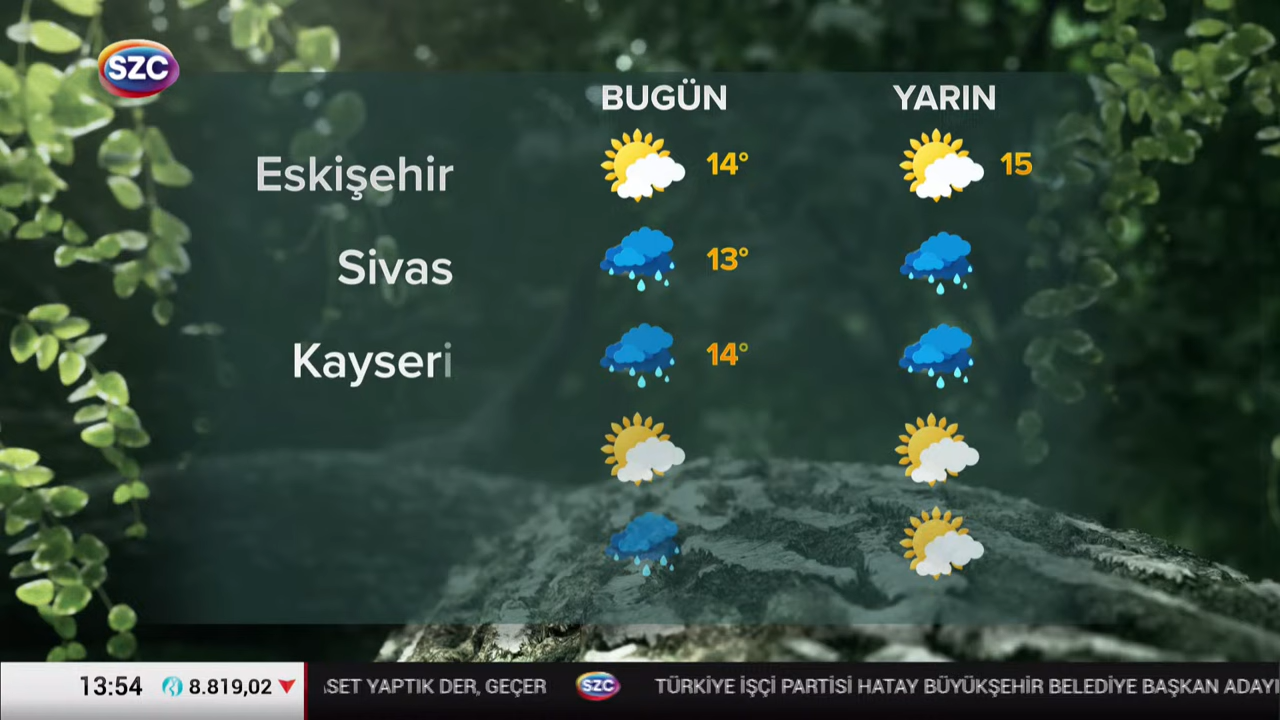 SZC
BUGÜN YARIN
Eskişehir 14° 15
Sivas 13°
Kayseri 14°
13:54 8.819,02 SET YAPTIK DER, GEÇER SZC TÜRKİYE İŞÇİ PARTİSİ HATAY BÜYÜKŞEHİR BELEDİYE BAŞKAN ADAYI